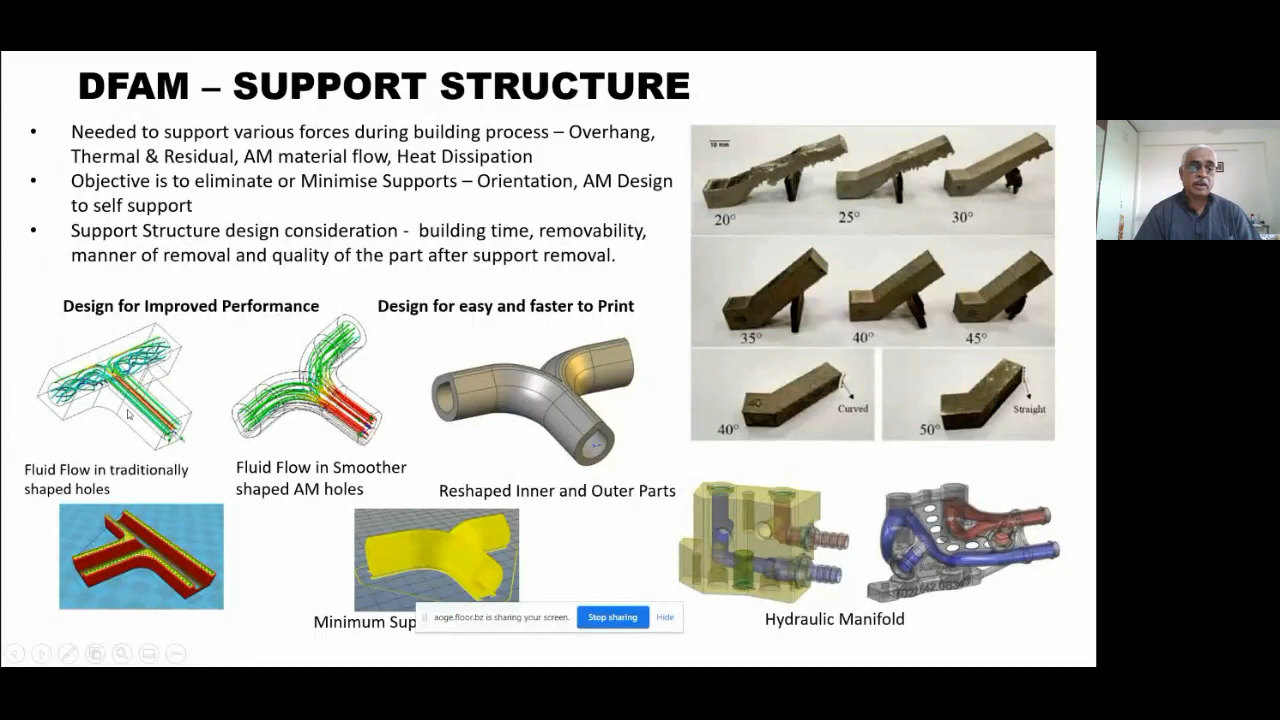 DFAM – SUPPORT STRUCTURE
• Needed to support various forces during building process – Overhang,
Thermal & Residual, AM material flow, Heat Dissipation
• Objective is to eliminate or Minimise Supports – Orientation, AM Design
to self support
• Support Structure design consideration - building time, removability,
manner of removal and quality of the part after support removal.
Design for Improved Performance
Design for easy and faster to Print
Fluid Flow in traditionally
shaped holes
Fluid Flow in Smoother
shaped AM holes
Reshaped Inner and Outer Parts
Minimum Sup
aoge.floor.bz is sharing your screen.
Stop sharing
Hide
10 mm
20°
25°
30°
35°
40°
45°
40°
Curved
50°
Straight
Hydraulic Manifold